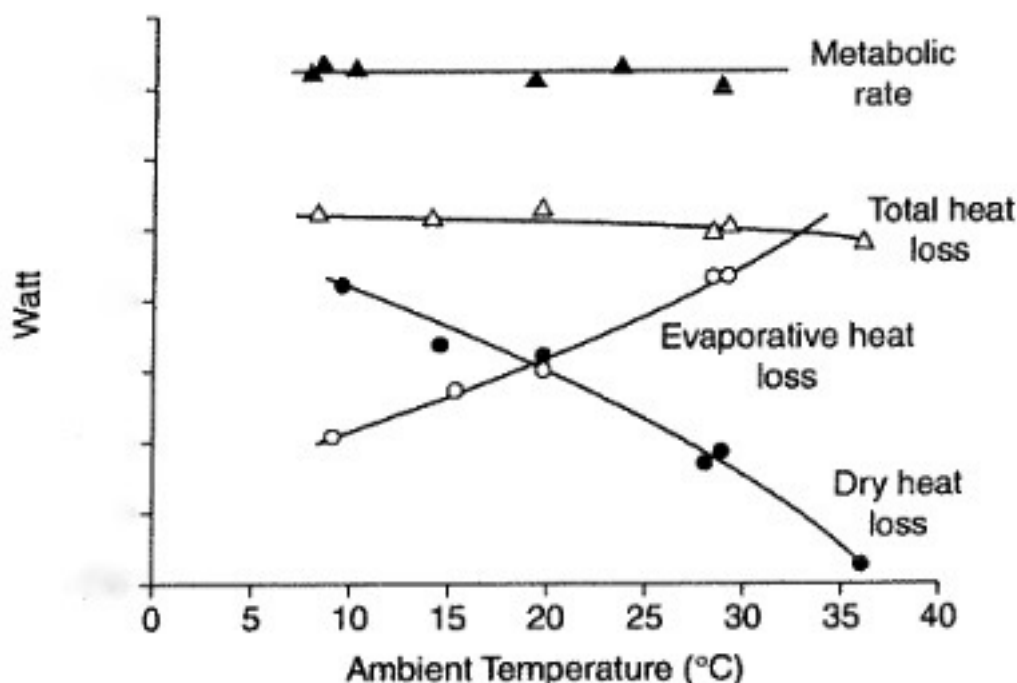 Metabolic
rate
Total heat
loss
Watt
Evaporative heat
loss
Dry heat
loss
0 5 10 15 20 25 30 35 40
Ambient Temperature (°C)